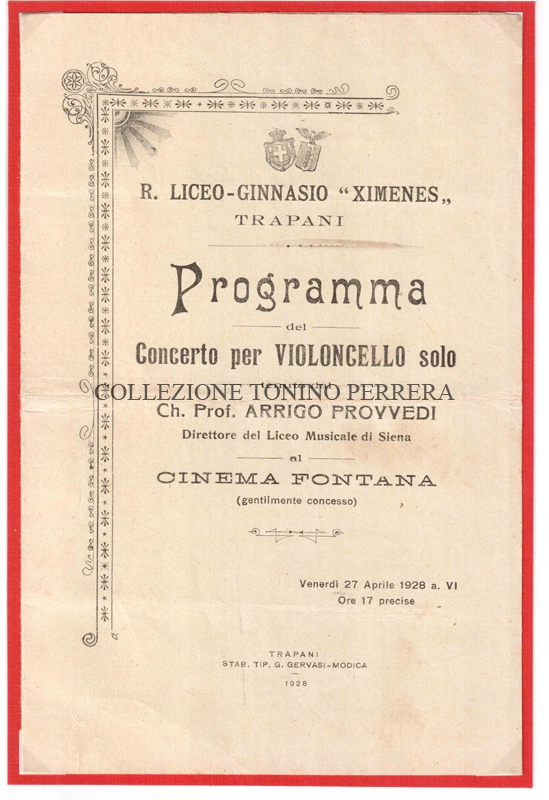 R. LICEO-GINNASIO “XIMENES„
TRAPANI
Programma
del
Concerto per VIOLONCELLO solo
COLLEZIONE TONINO PERRERA
Ch. Prof. ARRIGO PROVVEDI
Direttore del Liceo Musicale di Siena
al
CINEMA FONTANA
(gentilmente concesso)
Venerdì 27 Aprile 1928 a. VI
Ore 17 precise
TRAPANI
STAB. TIP. G. GERVASI-MODICA
1928